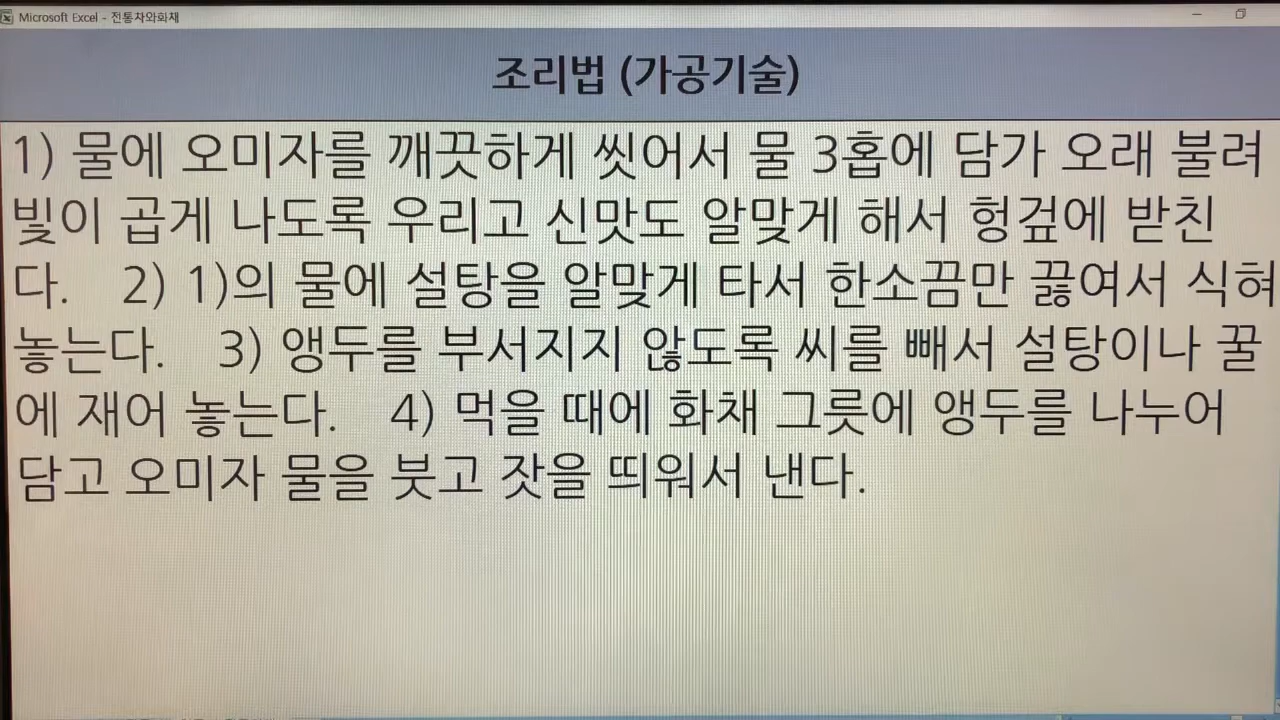 Microsoft Excel - 전통차와화채
조리법 (가공기술)
1) 물에 오미자를 깨끗하게 씻어서 물 3홉에 담가 오래 불려
빛이 곱게 나도록 우리고 신맛도 알맞게 해서 헝겊에 받친
다. 2) 1)의 물에 설탕을 알맞게 타서 한소끔만 끓여서 식혀
놓는다. 3) 앵두를 부서지지 않도록 씨를 빼서 설탕이나 꿀
에 재어 놓는다. 4) 먹을 때에 화채 그릇에 앵두를 나누어
담고 오미자 물을 붓고 잣을 띄워서 낸다.